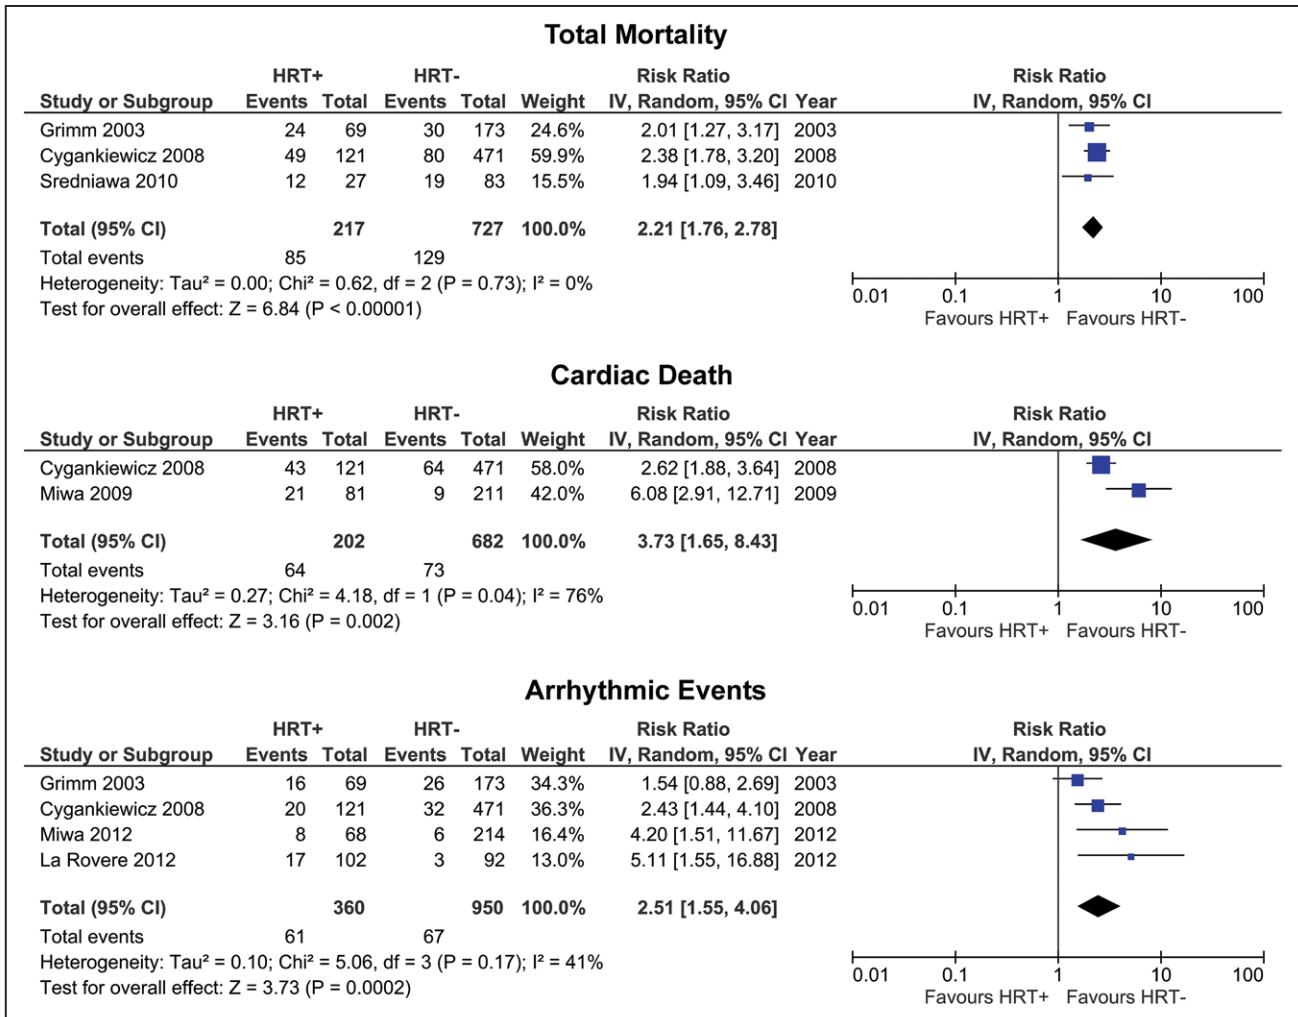 Total Mortality
HRT+ HRT- Risk Ratio Risk Ratio
Study or Subgroup Events Total Events Total Weight IV, Random, 95% CI Year IV, Random, 95% CI
Grimm 2003 24 69 30 173 24.6% 2.01 [1.27, 3.17] 2003
Cygankiewicz 2008 49 121 80 471 59.9% 2.38 [1.78, 3.20] 2008
Sredniawa 2010 12 27 19 83 15.5% 1.94 [1.09, 3.46] 2010
Total (95% CI) 217 727 100.0% 2.21 [1.76, 2.78]
Total events 85 129
Heterogeneity: Tau² = 0.00; Chi² = 0.62, df = 2 (P = 0.73); I² = 0%
Test for overall effect: Z = 6.84 (P < 0.00001)
0.01 0.1 1 10 100
Favours HRT+ Favours HRT-
Cardiac Death
HRT+ HRT- Risk Ratio Risk Ratio
Study or Subgroup Events Total Events Total Weight IV, Random, 95% CI Year IV, Random, 95% CI
Cygankiewicz 2008 43 121 64 471 58.0% 2.62 [1.88, 3.64] 2008
Miwa 2009 21 81 9 211 42.0% 6.08 [2.91, 12.71] 2009
Total (95% CI) 202 682 100.0% 3.73 [1.65, 8.43]
Total events 64 73
Heterogeneity: Tau² = 0.27; Chi² = 4.18, df = 1 (P = 0.04); I² = 76%
Test for overall effect: Z = 3.16 (P = 0.002)
0.01 0.1 1 10 100
Favours HRT+ Favours HRT-
Arrhythmic Events
HRT+ HRT- Risk Ratio Risk Ratio
Study or Subgroup Events Total Events Total Weight IV, Random, 95% CI Year IV, Random, 95% CI
Grimm 2003 16 69 26 173 34.3% 1.54 [0.88, 2.69] 2003
Cygankiewicz 2008 20 121 32 471 36.3% 2.43 [1.44, 4.10] 2008
Miwa 2012 8 68 6 214 16.4% 4.20 [1.51, 11.67] 2012
La Rovere 2012 17 102 3 92 13.0% 5.11 [1.55, 16.88] 2012
Total (95% CI) 360 950 100.0% 2.51 [1.55, 4.06]
Total events 61 67
Heterogeneity: Tau² = 0.10; Chi² = 5.06, df = 3 (P = 0.17); I² = 41%
Test for overall effect: Z = 3.73 (P = 0.0002)
0.01 0.1 1 10 100
Favours HRT+ Favours HRT-